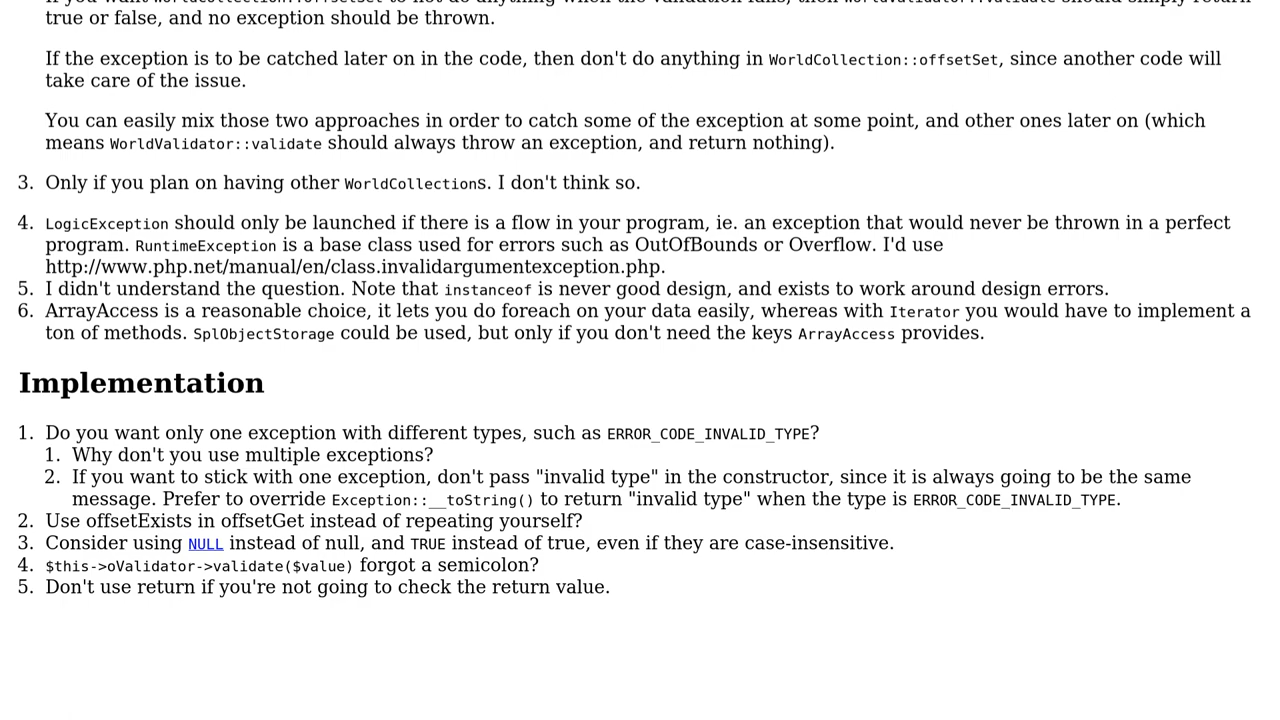 true or false, and no exception should be thrown.
If the exception is to be catched later on in the code, then don't do anything in WorldCollection::offsetSet, since another code will
take care of the issue.
You can easily mix those two approaches in order to catch some of the exception at some point, and other ones later on (which
means WorldValidator::validate should always throw an exception, and return nothing).
3. Only if you plan on having other WorldCollections. I don't think so.
4. LogicException should only be launched if there is a flow in your program, ie. an exception that would never be thrown in a perfect
program. RuntimeException is a base class used for errors such as OutOfBounds or Overflow. I'd use
http://www.php.net/manual/en/class.invalidargumentexception.php.
5. I didn't understand the question. Note that instanceof is never good design, and exists to work around design errors.
6. ArrayAccess is a reasonable choice, it lets you do foreach on your data easily, whereas with Iterator you would have to implement a
ton of methods. SplObjectStorage could be used, but only if you don't need the keys ArrayAccess provides.
Implementation
1. Do you want only one exception with different types, such as ERROR_CODE_INVALID_TYPE?
1. Why don't you use multiple exceptions?
2. If you want to stick with one exception, don't pass "invalid type" in the constructor, since it is always going to be the same
message. Prefer to override Exception::__toString() to return "invalid type" when the type is ERROR_CODE_INVALID_TYPE.
2. Use offsetExists in offsetGet instead of repeating yourself?
3. Consider using NULL instead of null, and TRUE instead of true, even if they are case-insensitive.
4. $this->oValidator->validate($value) forgot a semicolon?
5. Don't use return if you're not going to check the return value.